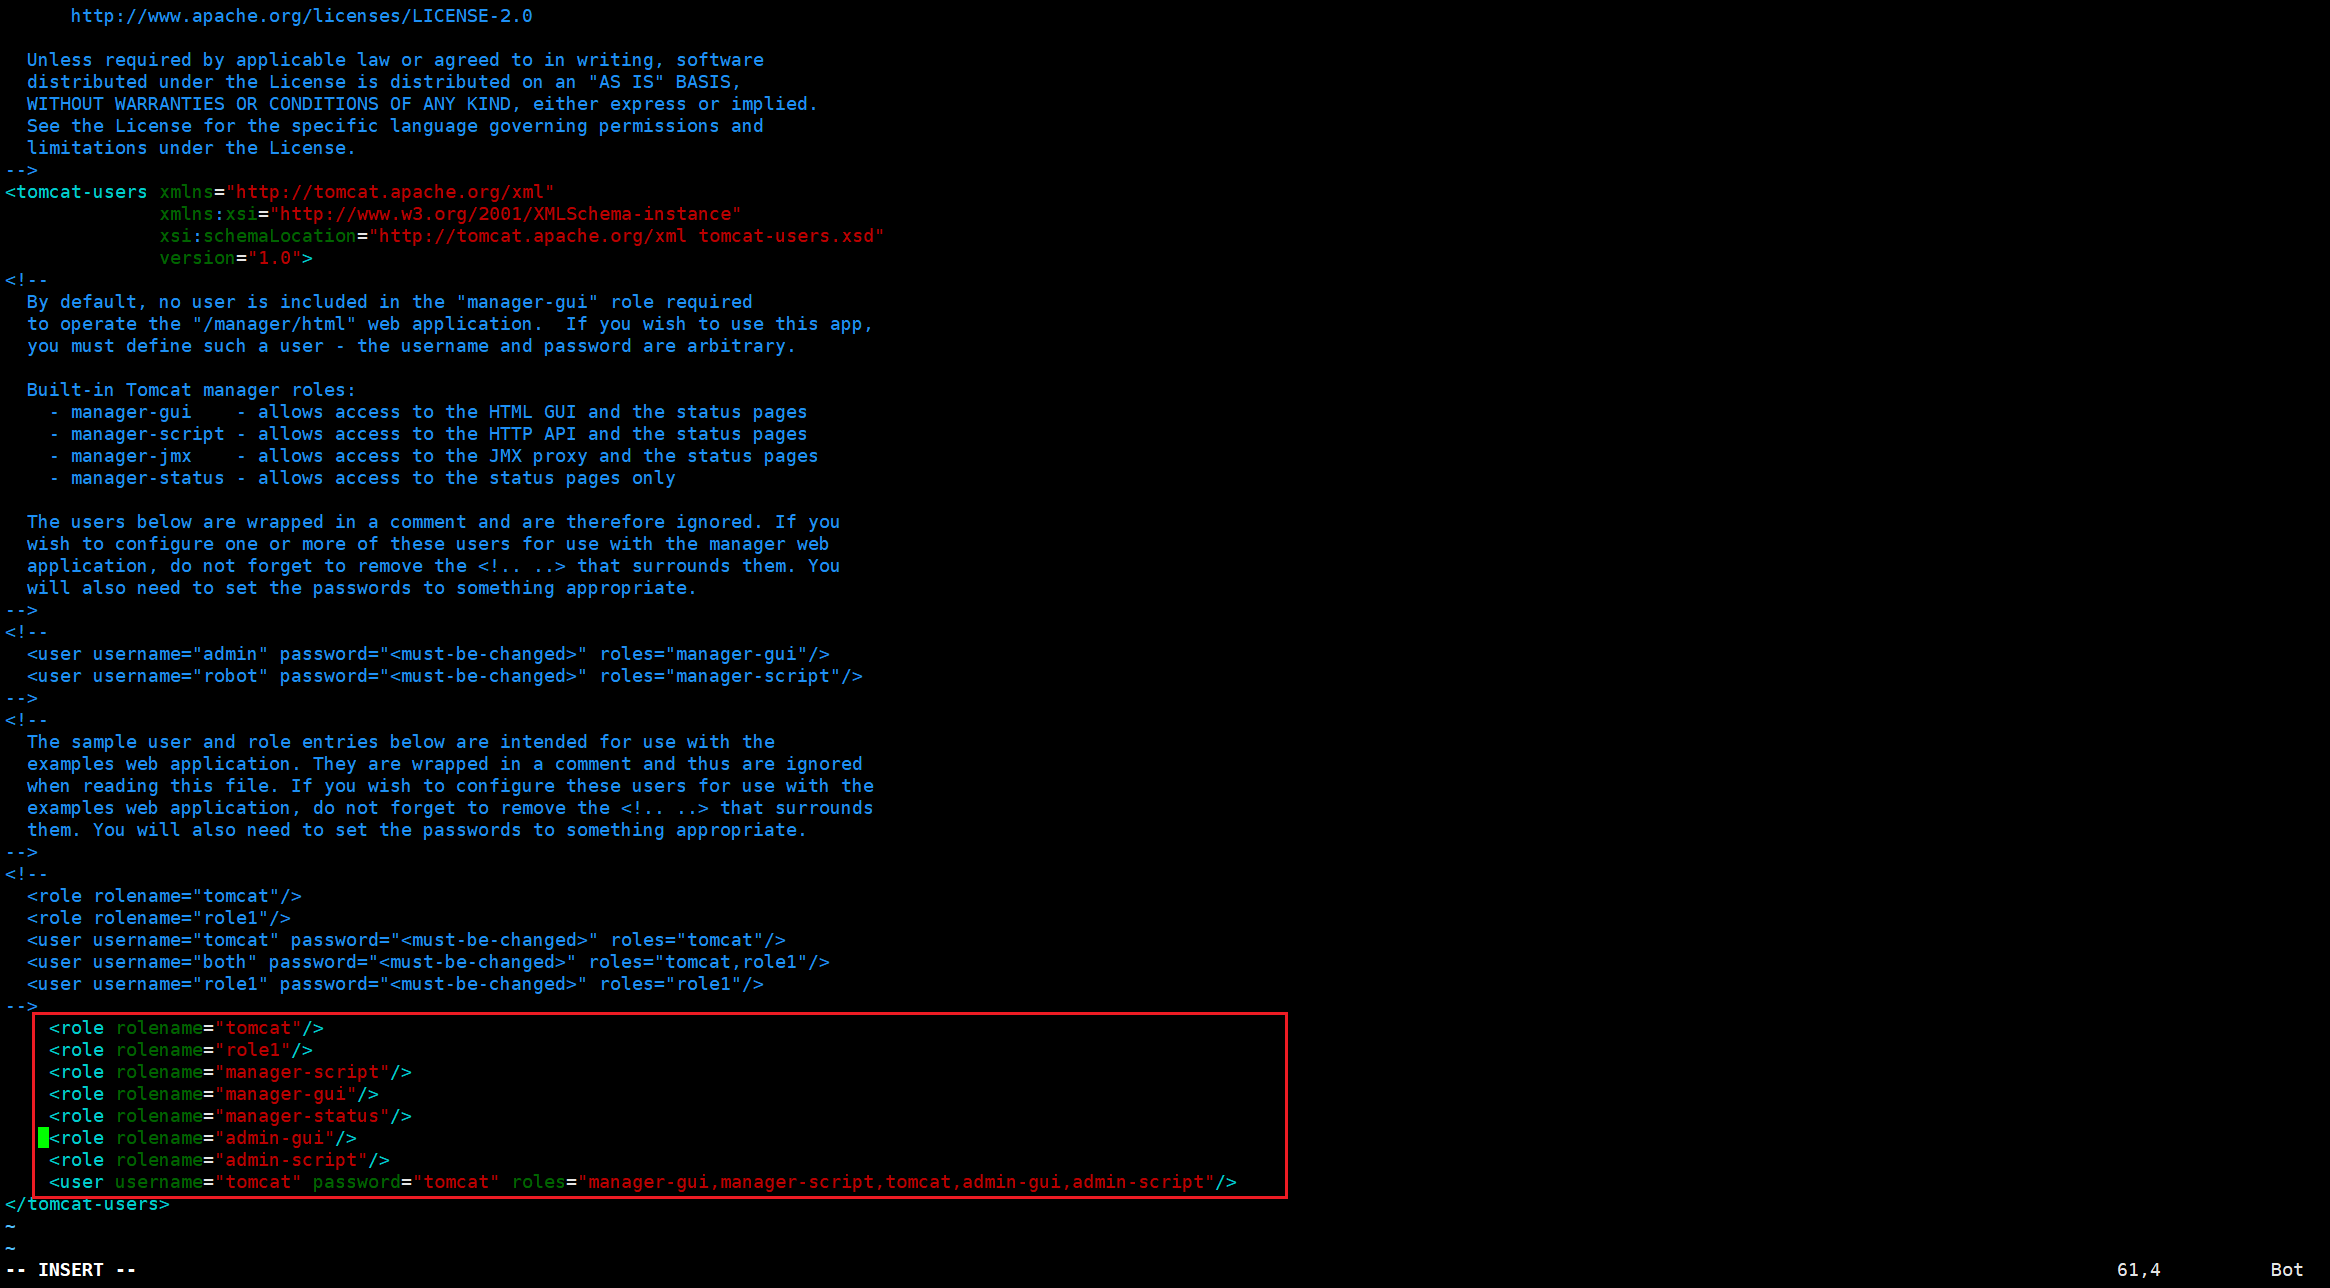 http://www.apache.org/licenses/LICENSE-2.0
Unless required by applicable law or agreed to in writing, software
distributed under the License is distributed on an "AS IS" BASIS,
WITHOUT WARRANTIES OR CONDITIONS OF ANY KIND, either express or implied.
See the License for the specific language governing permissions and
limitations under the License.
-->
<tomcat-users xmlns="http://tomcat.apache.org/xml"
xmlns:xsi="http://www.w3.org/2001/XMLSchema-instance"
xsi:schemaLocation="http://tomcat.apache.org/xml tomcat-users.xsd"
version="1.0">
<!--
By default, no user is included in the "manager-gui" role required
to operate the "/manager/html" web application.  If you wish to use this app,
you must define such a user - the username and password are arbitrary.
Built-in Tomcat manager roles:
- manager-gui    - allows access to the HTML GUI and the status pages
- manager-script - allows access to the HTTP API and the status pages
- manager-jmx    - allows access to the JMX proxy and the status pages
- manager-status - allows access to the status pages only
The users below are wrapped in a comment and are therefore ignored. If you
wish to configure one or more of these users for use with the manager web
application, do not forget to remove the <!.. ..> that surrounds them. You
will also need to set the passwords to something appropriate.
-->
<!--
<user username="admin" password="<must-be-changed>" roles="manager-gui"/>
<user username="robot" password="<must-be-changed>" roles="manager-script"/>
-->
<!--
The sample user and role entries below are intended for use with the
examples web application. They are wrapped in a comment and thus are ignored
when reading this file. If you wish to configure these users for use with the
examples web application, do not forget to remove the <!.. ..> that surrounds
them. You will also need to set the passwords to something appropriate.
-->
<!--
<role rolename="tomcat"/>
<role rolename="role1"/>
<user username="tomcat" password="<must-be-changed>" roles="tomcat"/>
<user username="both" password="<must-be-changed>" roles="tomcat,role1"/>
<user username="role1" password="<must-be-changed>" roles="role1"/>
-->
<role rolename="tomcat"/>
<role rolename="role1"/>
<role rolename="manager-script"/>
<role rolename="manager-gui"/>
<role rolename="manager-status"/>
<role rolename="admin-gui"/>
<role rolename="admin-script"/>
<user username="tomcat" password="tomcat" roles="manager-gui,manager-script,tomcat,admin-gui,admin-script"/>
</tomcat-users>
~
~
-- INSERT -- 61,4 Bot